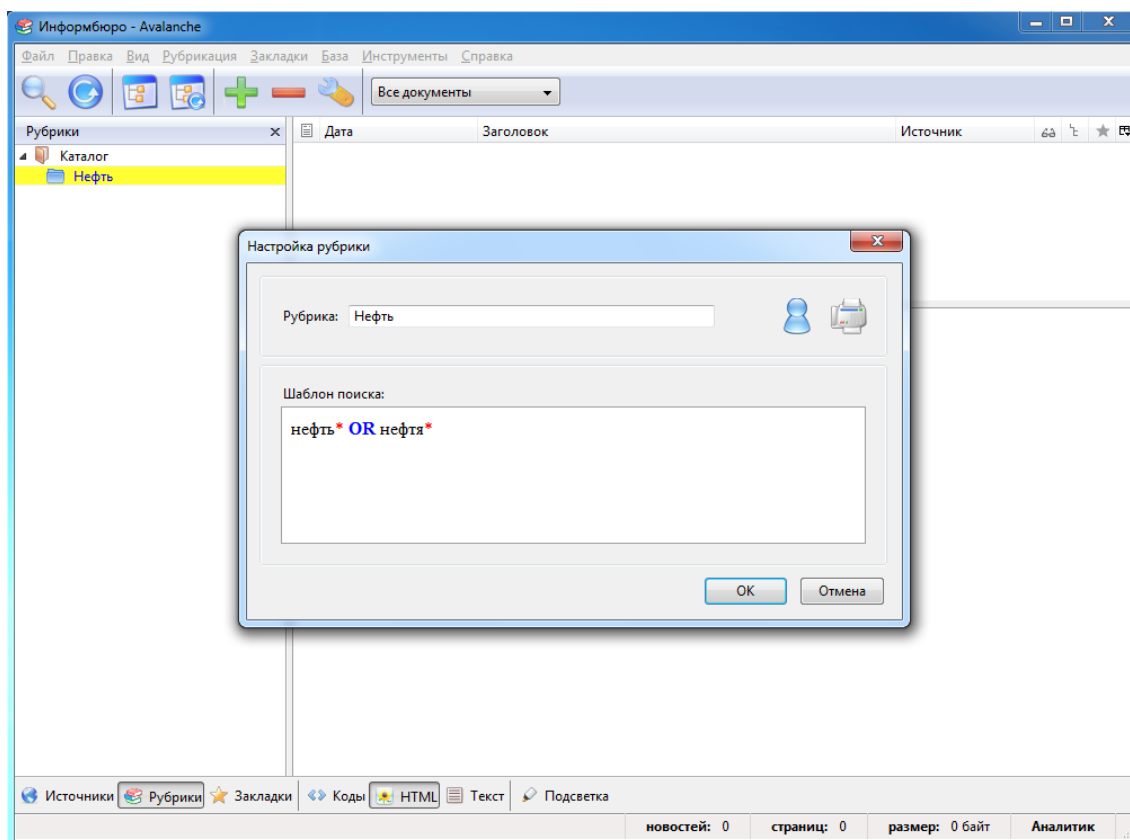 Информбюро - Avalanche
Файл Правка Вид Рубрикация Закладки База Инструменты Справка
Все документы
Рубрики
Дата Заголовок Источник
Каталог
Нефть
Настройка рубрики
Рубрика: Нефть
Шаблон поиска:
нефть* OR нефтя*
OK Отмена
Источники Рубрики Закладки Коды HTML Текст Подсветка
новостей: 0 страниц: 0 размер: 0 байт Аналитик